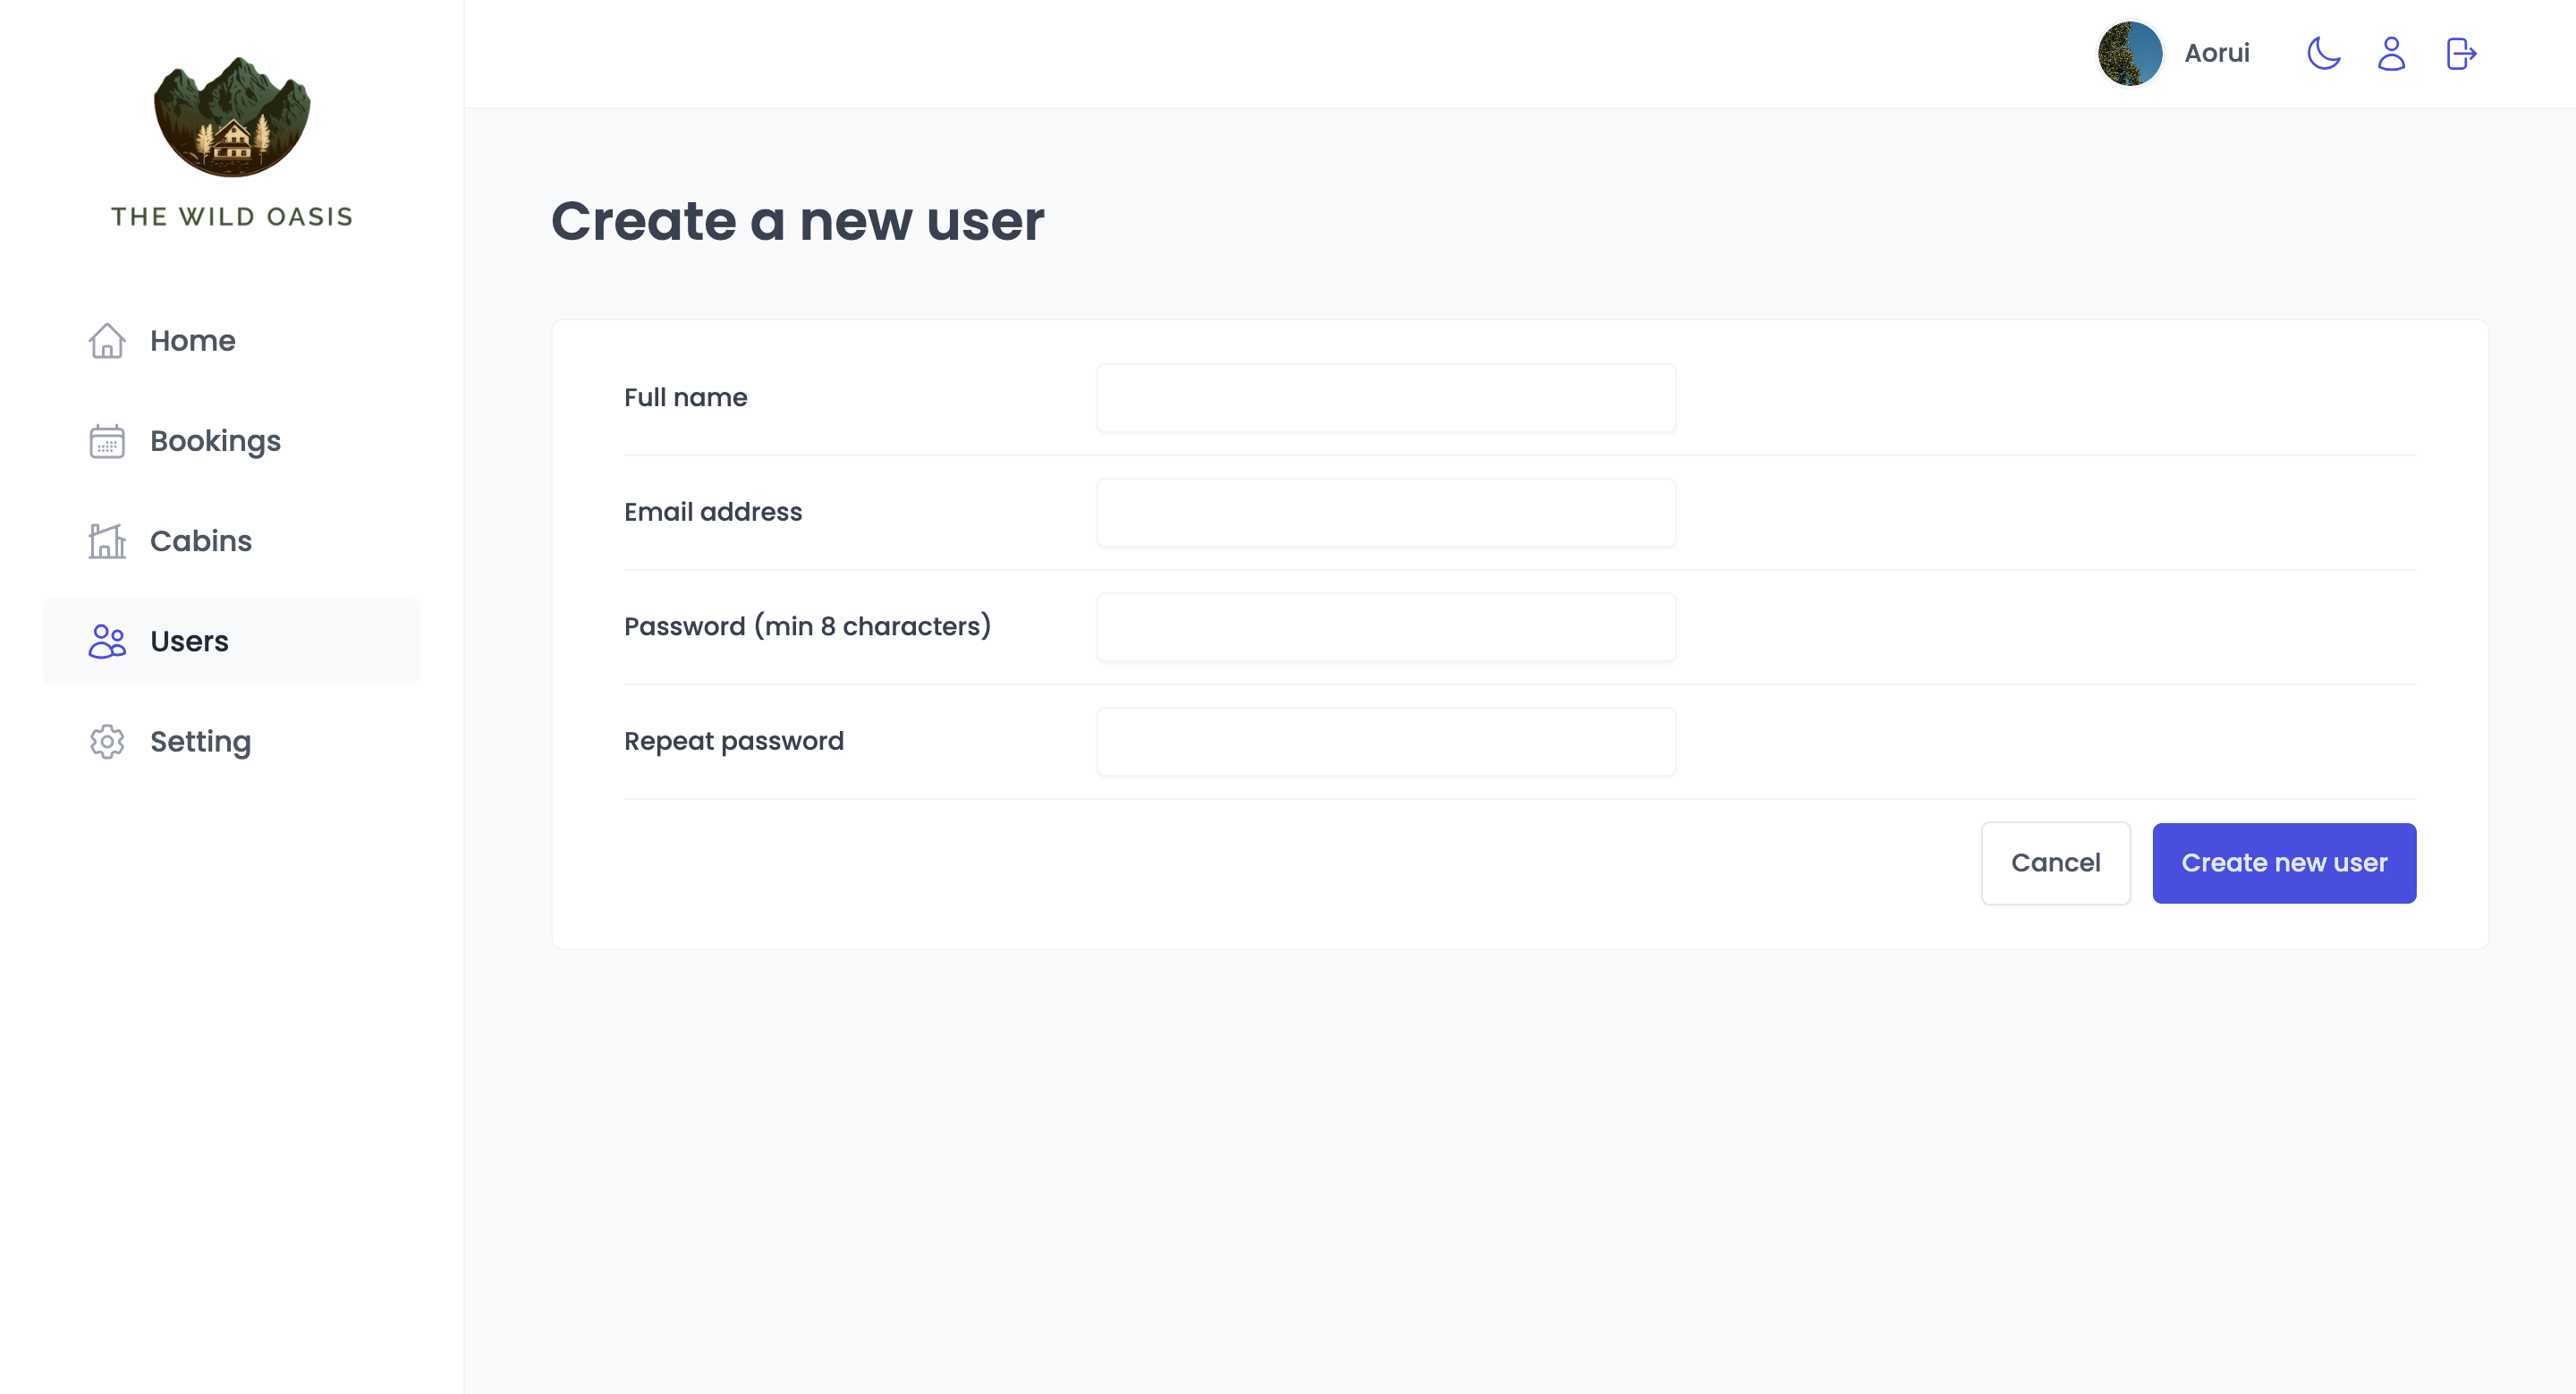 THE WILD OASIS
Home
Bookings
Cabins
Users
Setting
Aorui
Create a new user
Full name
Email address
Password (min 8 characters)
Repeat password
Cancel
Create new user